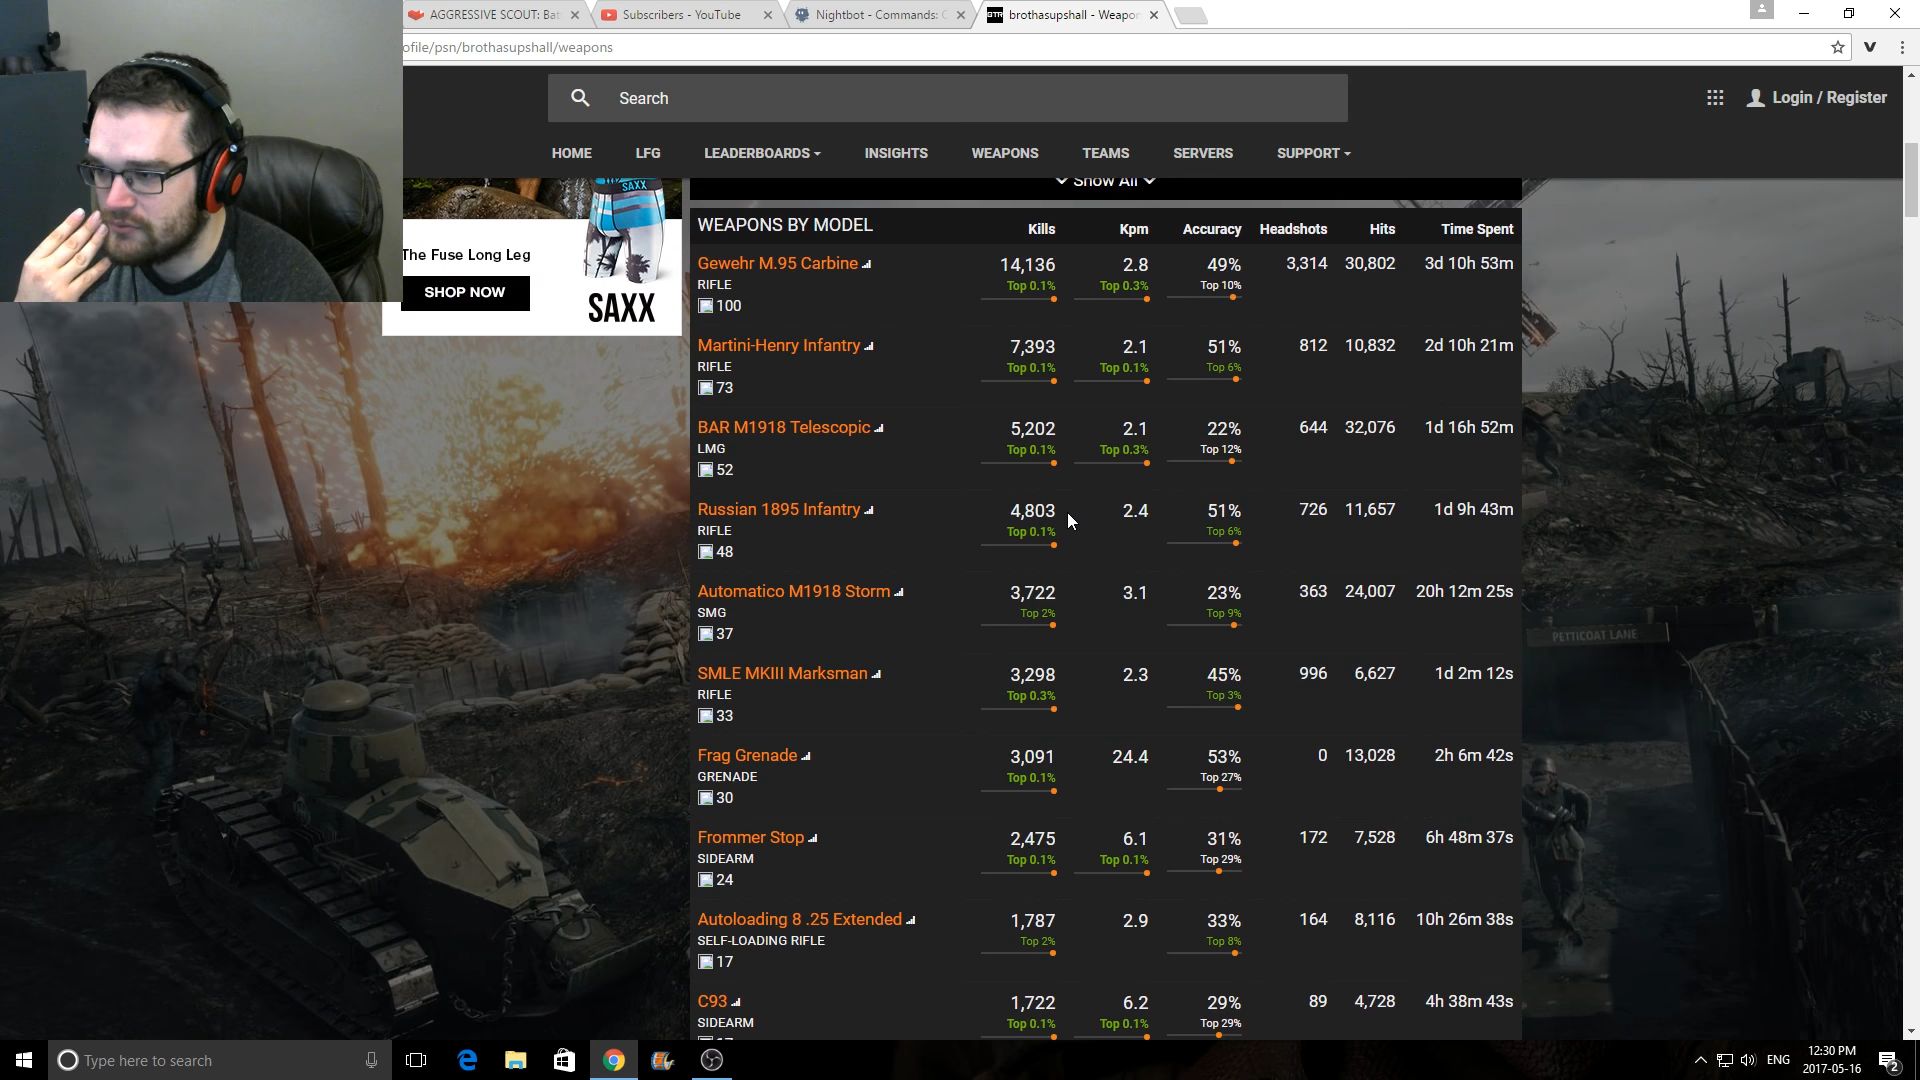 AGGRESSIVE SCOUT: Bat
Subscribers - YouTube
Nightbot - Commands: C
BTR
brothasupshall - Weapon
ofile/psn/brothasupshall/weapons
Search
Login / Register
HOME LFG LEADERBOARDS INSIGHTS WEAPONS TEAMS SERVERS SUPPORT
SAXX
The Fuse Long Leg
SHOP NOW
SAXX
Show All
WEAPONS BY MODEL Kills Kpm Accuracy Headshots Hits Time Spent
Gewehr M.95 Carbine 14,136 2.8 49% 3,314 30,802 3d 10h 53m
RIFLE Top 0.1% Top 0.3% Top 10%
100
Martini-Henry Infantry 7,393 2.1 51% 812 10,832 2d 10h 21m
RIFLE Top 0.1% Top 0.1% Top 6%
73
BAR M1918 Telescopic 5,202 2.1 22% 644 32,076 1d 16h 52m
LMG Top 0.1% Top 0.3% Top 12%
52
Russian 1895 Infantry 4,803 2.4 51% 726 11,657 1d 9h 43m
RIFLE Top 0.1% Top 6%
48
Automatico M1918 Storm 3,722 3.1 23% 363 24,007 20h 12m 25s
SMG Top 2% Top 9%
37
SMLE MKIII Marksman 3,298 2.3 45% 996 6,627 1d 2m 12s
RIFLE Top 0.3% Top 3%
33
Frag Grenade 3,091 24.4 53% 0 13,028 2h 6m 42s
GRENADE Top 0.1% Top 27%
30
Frommer Stop 2,475 6.1 31% 172 7,528 6h 48m 37s
SIDEARM Top 0.1% Top 0.1% Top 29%
24
Autoloading 8 .25 Extended 1,787 2.9 33% 164 8,116 10h 26m 38s
SELF-LOADING RIFLE Top 2% Top 8%
17
C93 1,722 6.2 29% 89 4,728 4h 38m 43s
SIDEARM Top 0.1% Top 0.1% Top 29%
PETTICOAT LANE
Type here to search
ENG
12:30 PM
2017-05-16
2